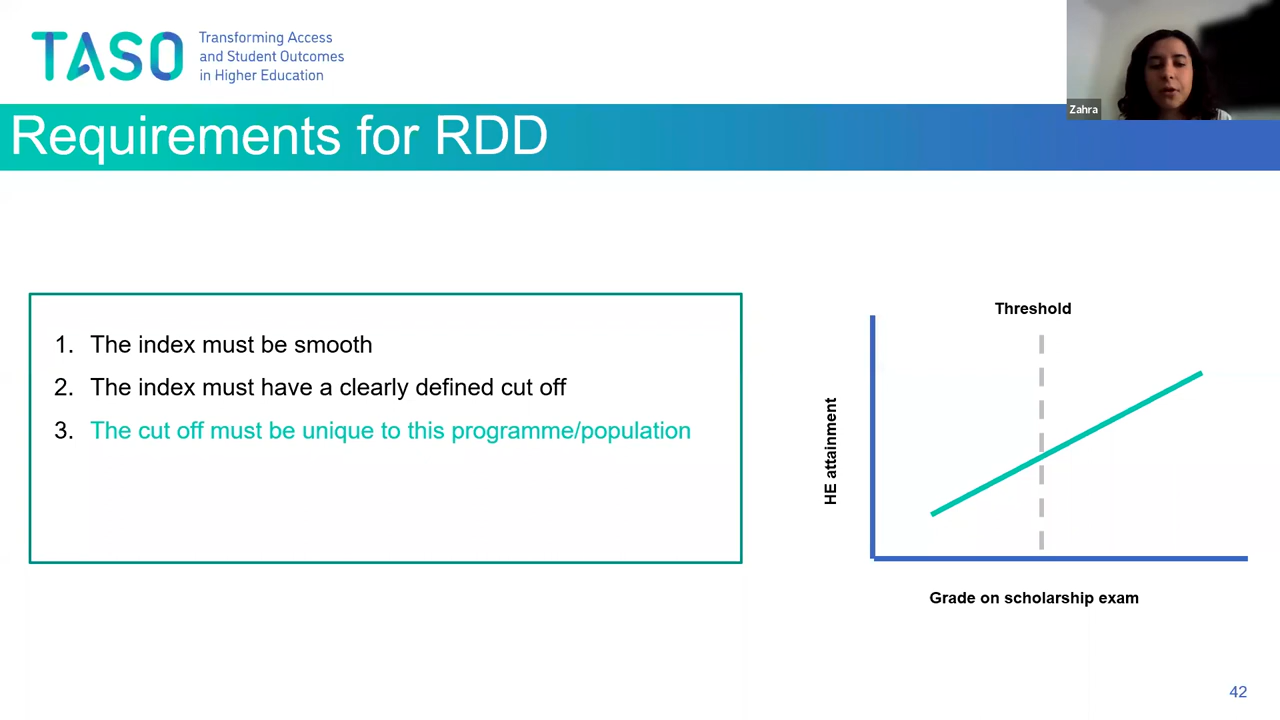 TASO
Transforming Access
and Student Outcomes
in Higher Education
Zahra
Requirements for RDD
1. The index must be smooth
2. The index must have a clearly defined cut off
3. The cut off must be unique to this programme/population
Threshold
HE attainment
Grade on scholarship exam
42